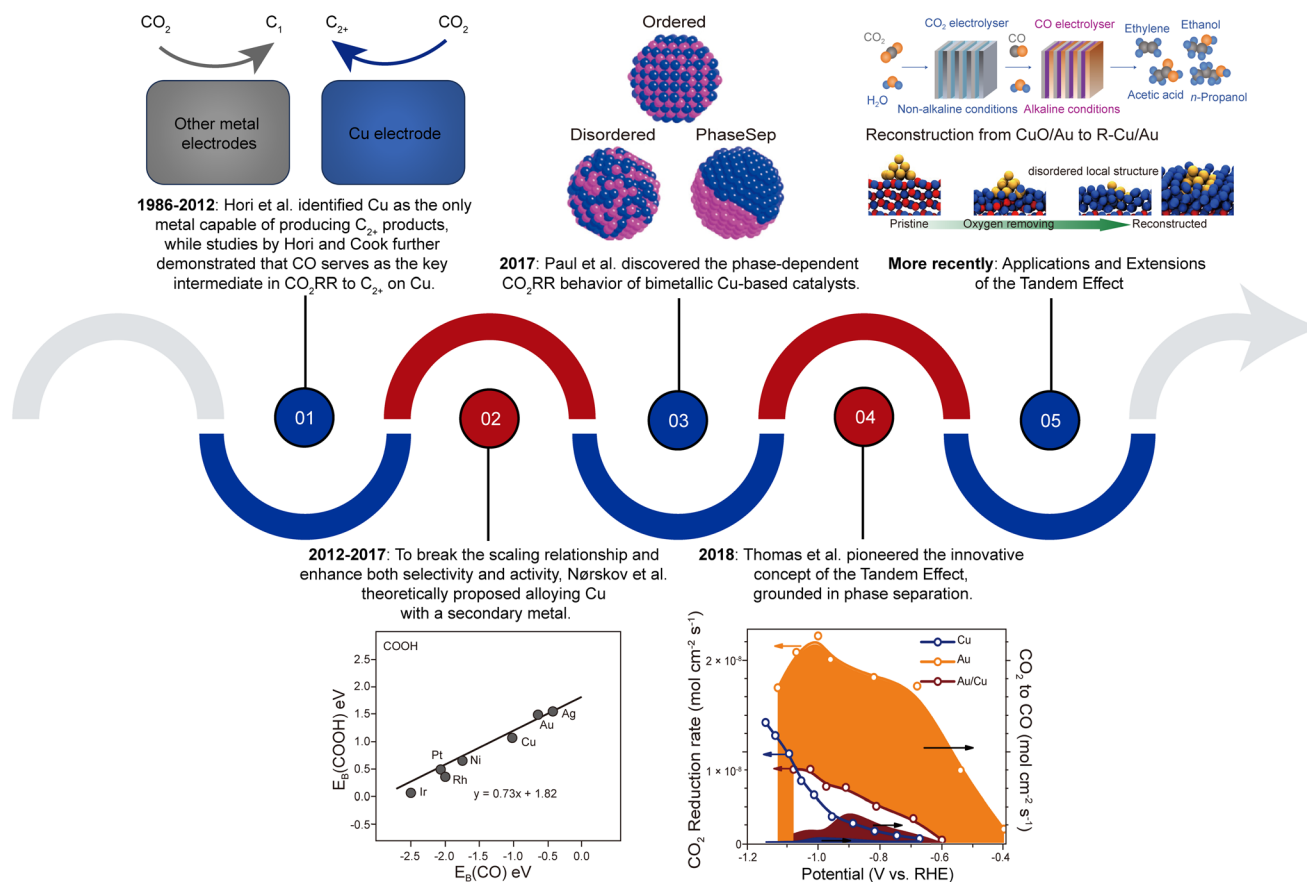 CO₂
C₁
C₂₊
CO₂
Other metal
electrodes
Cu electrode
1986-2012: Hori et al. identified Cu as the only
metal capable of producing C₂₊ products,
while studies by Hori and Cook further
demonstrated that CO serves as the key
intermediate in CO₂RR to C₂₊ on Cu.
Ordered
Disordered
PhaseSep
2017: Paul et al. discovered the phase-dependent
CO₂RR behavior of bimetallic Cu-based catalysts.
CO₂ electrolyser
CO electrolyser
Ethylene
Ethanol
CO₂
CO
H₂O
Non-alkaline conditions
Alkaline conditions
Acetic acid
n-Propanol
Reconstruction from CuO/Au to R-Cu/Au
disordered local structure
Pristine
Oxygen removing
Reconstructed
More recently: Applications and Extensions
of the Tandem Effect
01
02
03
04
05
2012-2017: To break the scaling relationship and
enhance both selectivity and activity, Nørskov et al.
theoretically proposed alloying Cu
with a secondary metal.
COOH
E_B(COOH) eV
2.5
2.0
1.5
1.0
0.5
0.0
-0.5
Ir
Pt
Rh
Ni
Cu
Au
Ag
y = 0.73x + 1.82
-2.5
-2.0
-1.5
-1.0
-0.5
0.0
E_B(CO) eV
2018: Thomas et al. pioneered the innovative
concept of the Tandem Effect,
grounded in phase separation.
CO₂ Reduction rate (mol cm⁻² s⁻¹)
2 × 10⁻⁸
1 × 10⁻⁸
0
Cu
Au
Au/Cu
CO₂ to CO (mol cm⁻² s⁻¹)
-1.2
-1.0
-0.8
-0.6
-0.4
Potential (V vs. RHE)